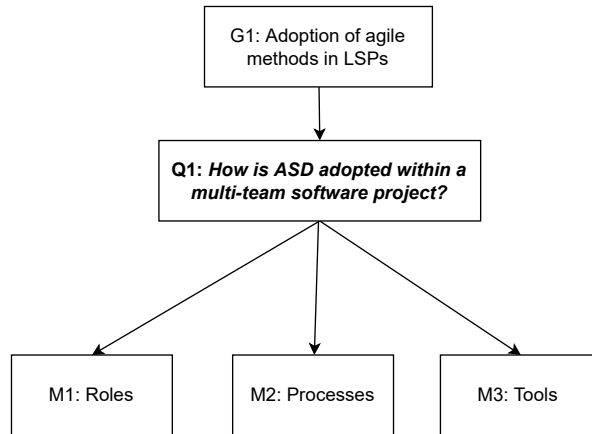 G1: Adoption of agile
methods in LSPs
Q1: How is ASD adopted within a
multi-team software project?
M1: Roles
M2: Processes
M3: Tools